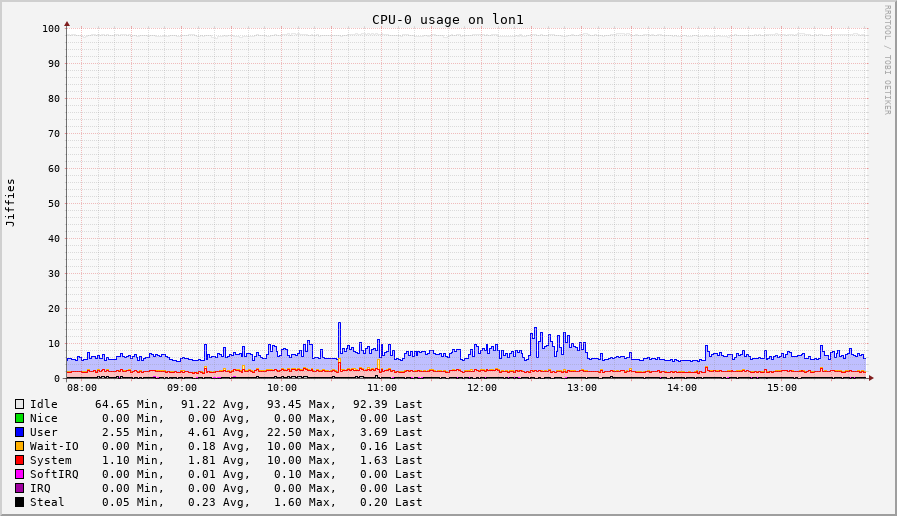 CPU-0 usage on lon1
RRDTOOL / TOBI OETIKER
Jiffies
100
90
80
70
60
50
40
30
20
10
0
08:00 09:00 10:00 11:00 12:00 13:00 14:00 15:00
Idle 64.65 Min, 91.22 Avg, 93.45 Max, 92.39 Last
Nice 0.00 Min, 0.00 Avg, 0.00 Max, 0.00 Last
User 2.55 Min, 4.61 Avg, 22.50 Max, 3.69 Last
Wait-IO 0.00 Min, 0.18 Avg, 10.00 Max, 0.16 Last
System 1.10 Min, 1.81 Avg, 10.00 Max, 1.63 Last
SoftIRQ 0.00 Min, 0.01 Avg, 0.10 Max, 0.00 Last
IRQ 0.00 Min, 0.00 Avg, 0.00 Max, 0.00 Last
Steal 0.05 Min, 0.23 Avg, 1.60 Max, 0.20 Last